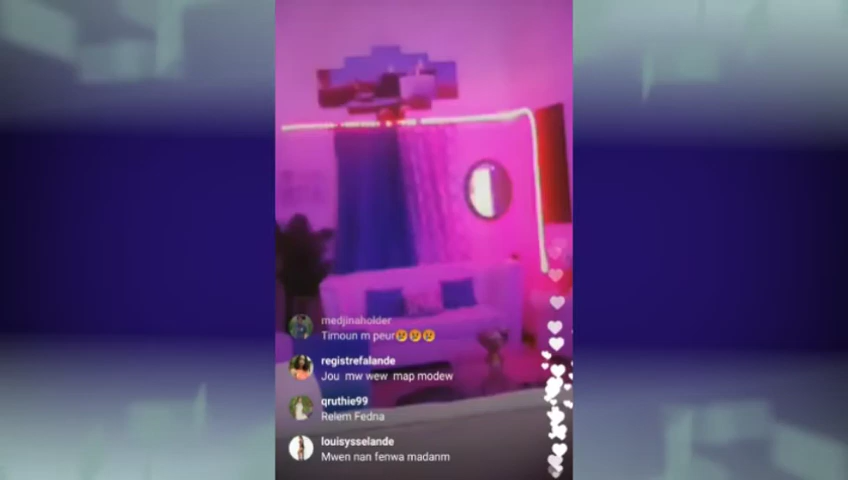 medjinaholder
Timoun m peur😢😢😢
registrefalande
Jou mw wew map modew
qruthie99
Relem Fedna
louisysselande
Mwen nan fenwa madanm